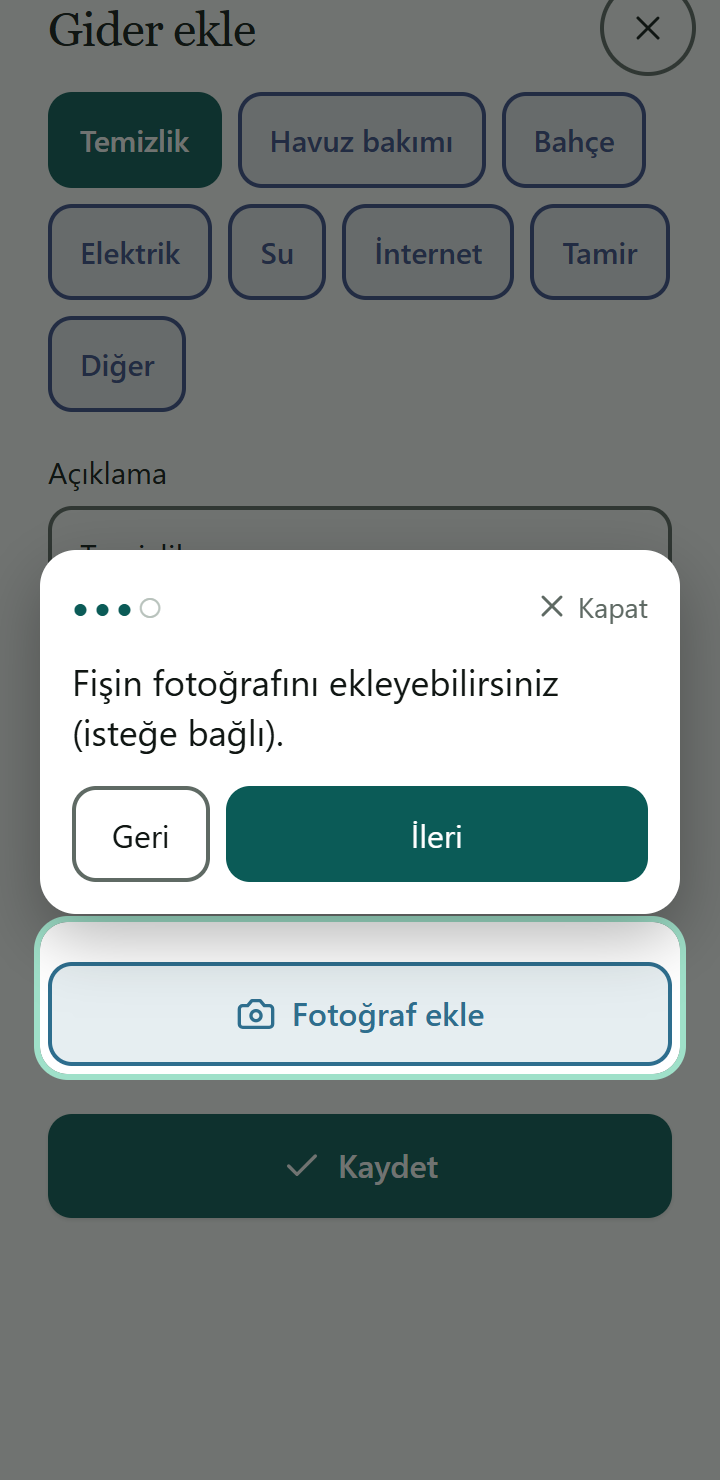 Gider ekle
Temizlik
Havuz bakımı
Bahçe
Elektrik
Su
İnternet
Tamir
Diğer
Açıklama
Kapat
Fişin fotoğrafını ekleyebilirsiniz
(isteğe bağlı).
Geri
İleri
Fotoğraf ekle
Kaydet